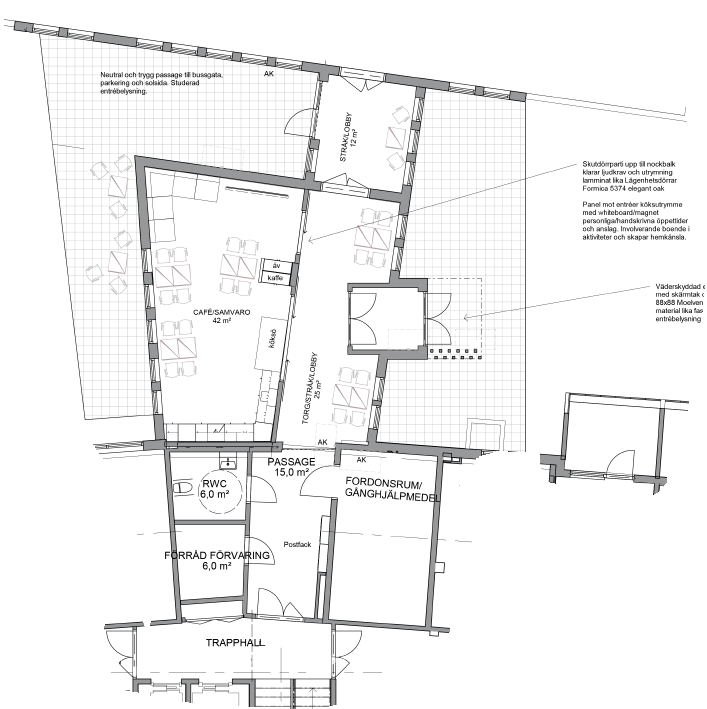 Neutral och trygg passage till bussgata,
parkering och solsida. Studerad
entrébelysning.
AK
STRÅK/LOBBY
12 m²
Skutdörrparti upp till nockbalk
klarar ljudkrav och utrymning
lamminat lika Lägenhetsdörrar
Formica 5374 elegant oak
Panel mot entréer köksutrymme
med whiteboard/magnet
personliga/handskrivna öppettider
och anslag. Involverande boende i
aktiviteter och skapar hemkänsla.
äv
kaffe
Väderskyddad e
med skärmtak o
88x88 Moelven
material lika fas
entrébelysning
CAFÉ/SAMVARO
42 m²
köksö
TORG/STRÅK/LOBBY
25 m²
AK
PASSAGE
15,0 m²
AK
RWC
6,0 m²
FORDONSRUM/
GÅNGHJÄLPMEDEL
Postfack
FÖRRÅD FÖRVARING
6,0 m²
TRAPPHALL